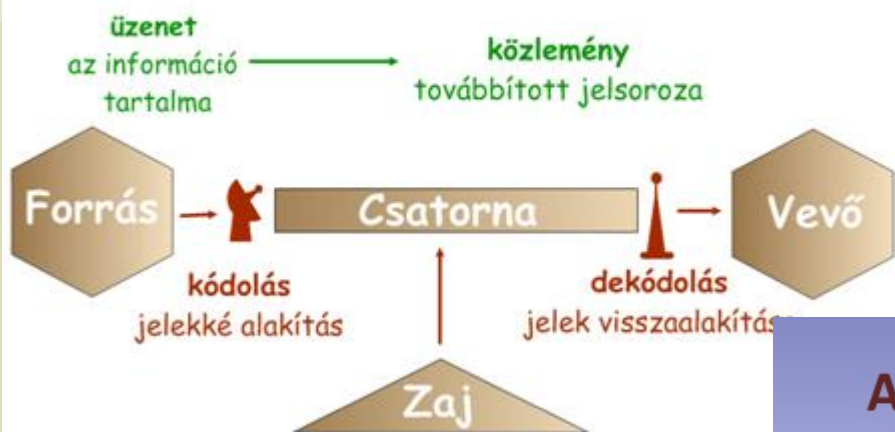 üzenet
az információ
tartalma
közlemény
továbbított jelsoroza
Forrás
Csatorna
Vevő
kódolás
jelekké alakítás
dekódolás
jelek visszaalakítás
Zaj
A